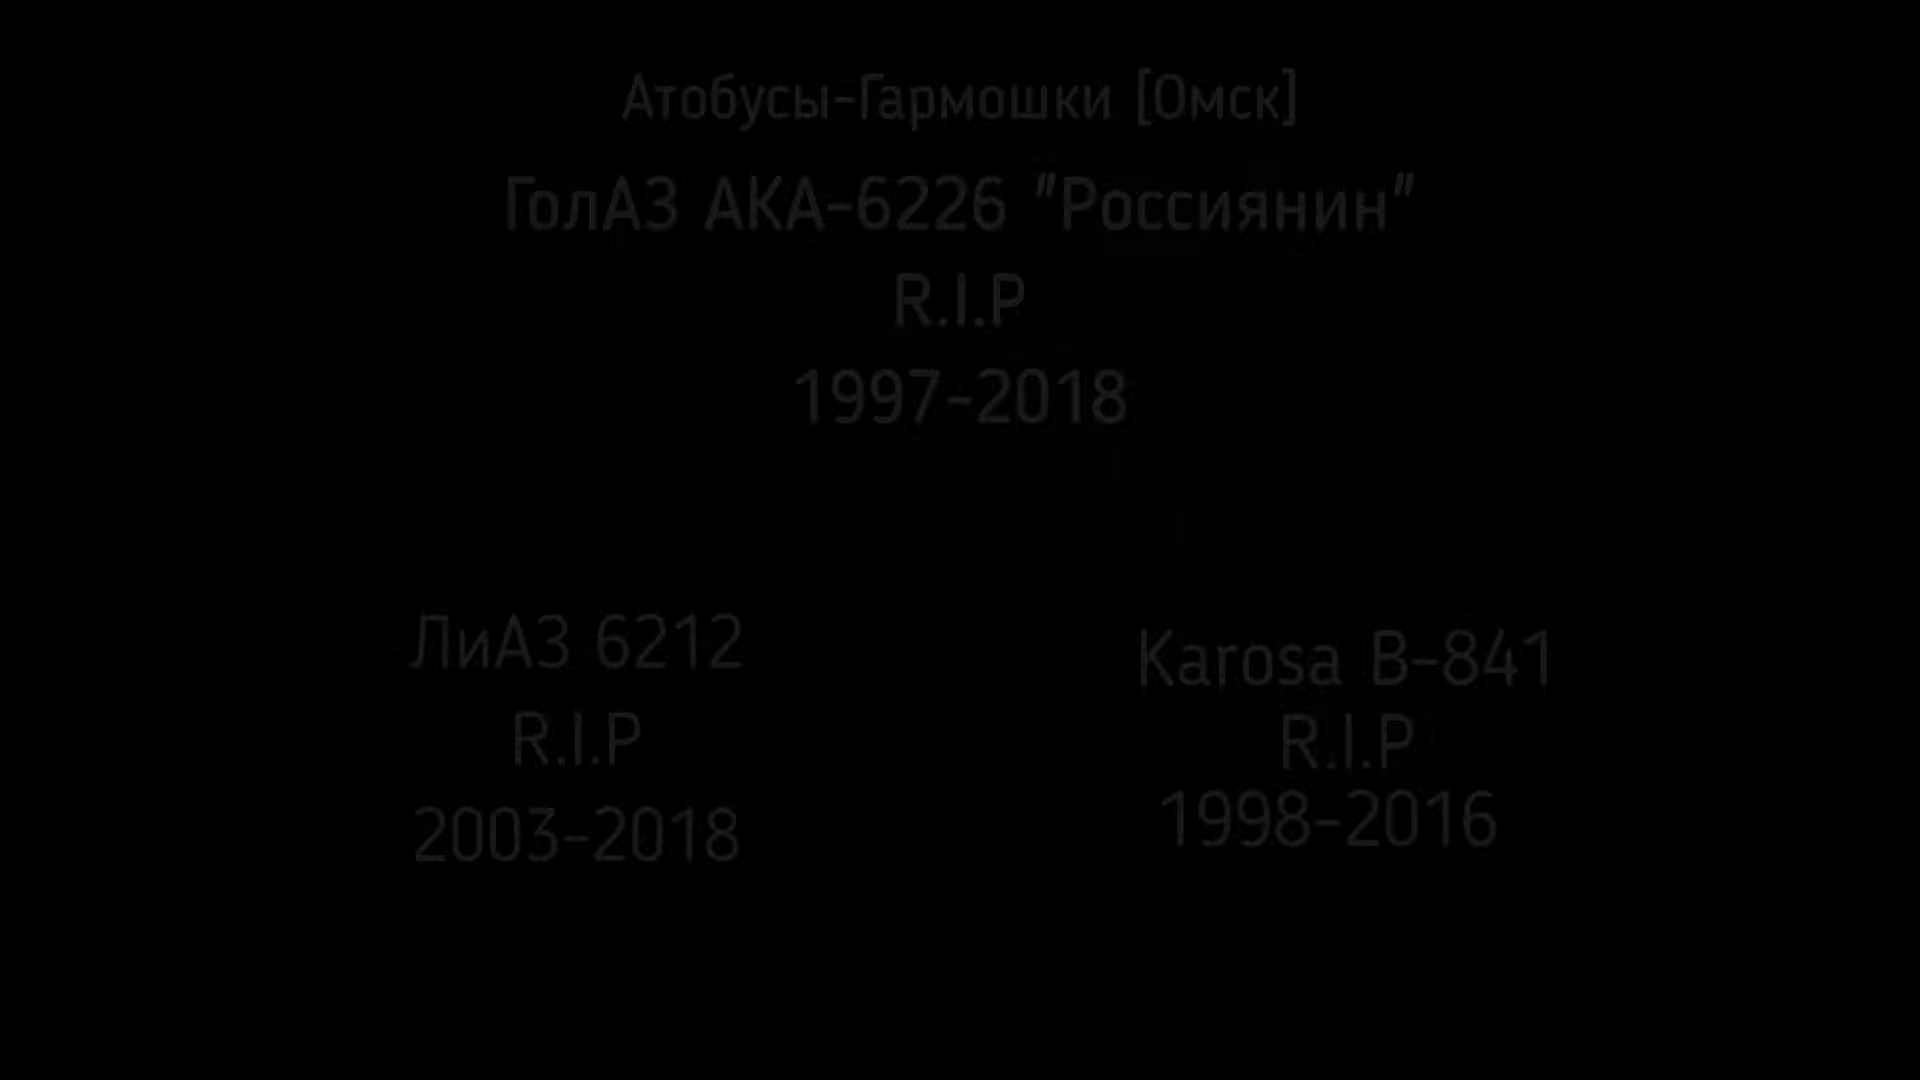 Атобусы-Гармошки [Омск]
ГолАЗ АКА-6226 "Россиянин"
R.I.P
1997-2018
ЛиАЗ 6212
R.I.P
2003-2018
Karosa B-841
R.I.P
1998-2016